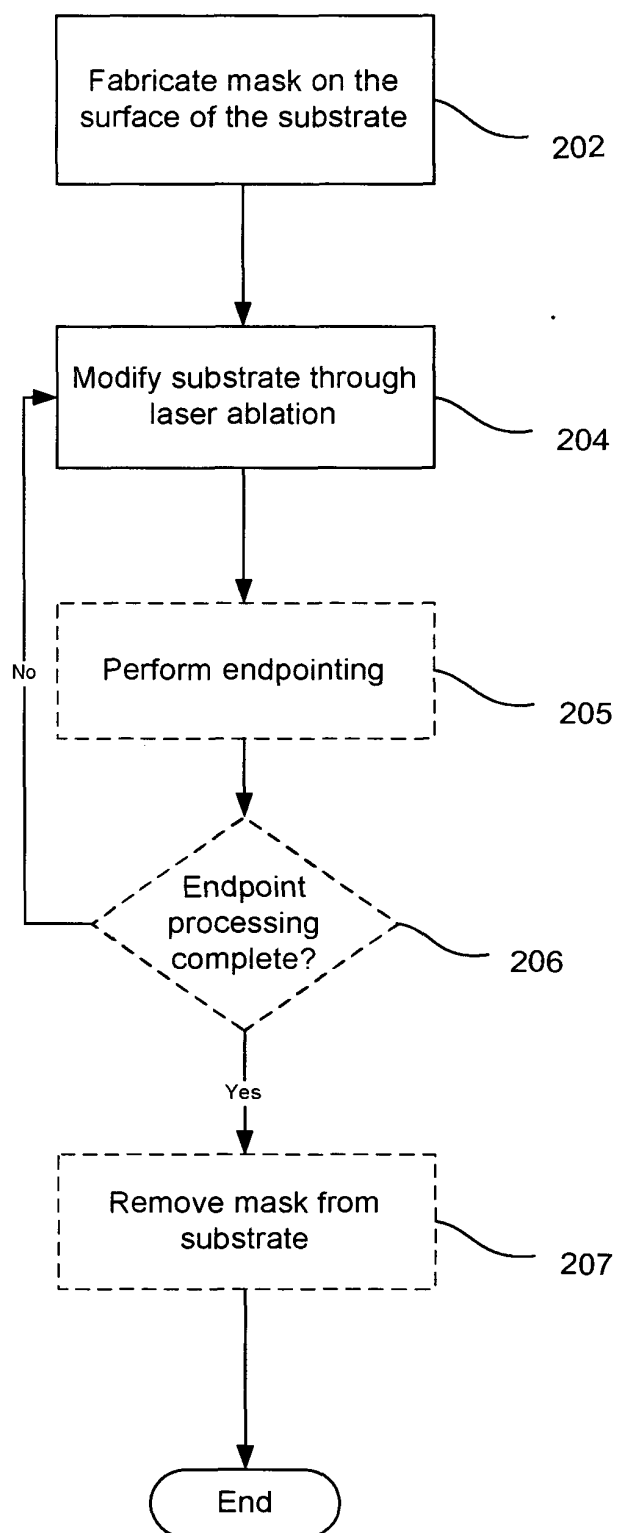 Fabricate mask on the
surface of the substrate
202
Modify substrate through
laser ablation
204
Perform endpointing
205
No
Endpoint
processing
complete?
206
Yes
Remove mask from
substrate
207
End